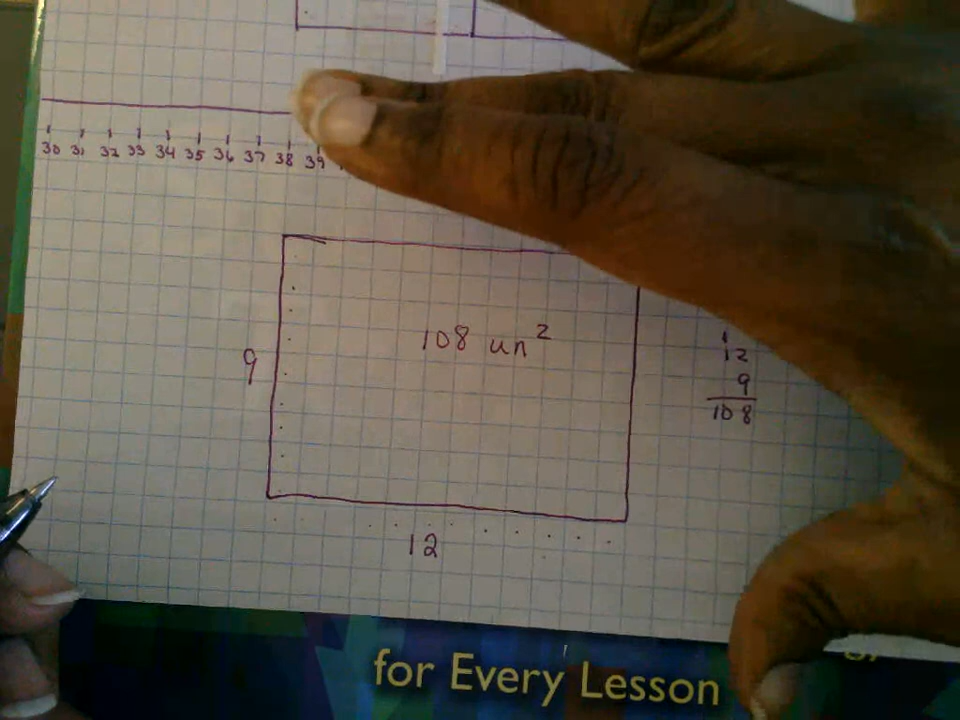 30 31 32 33 34 35 36 37 38 39
108 un²
9
12
1
12
9
108
for Every Lesson